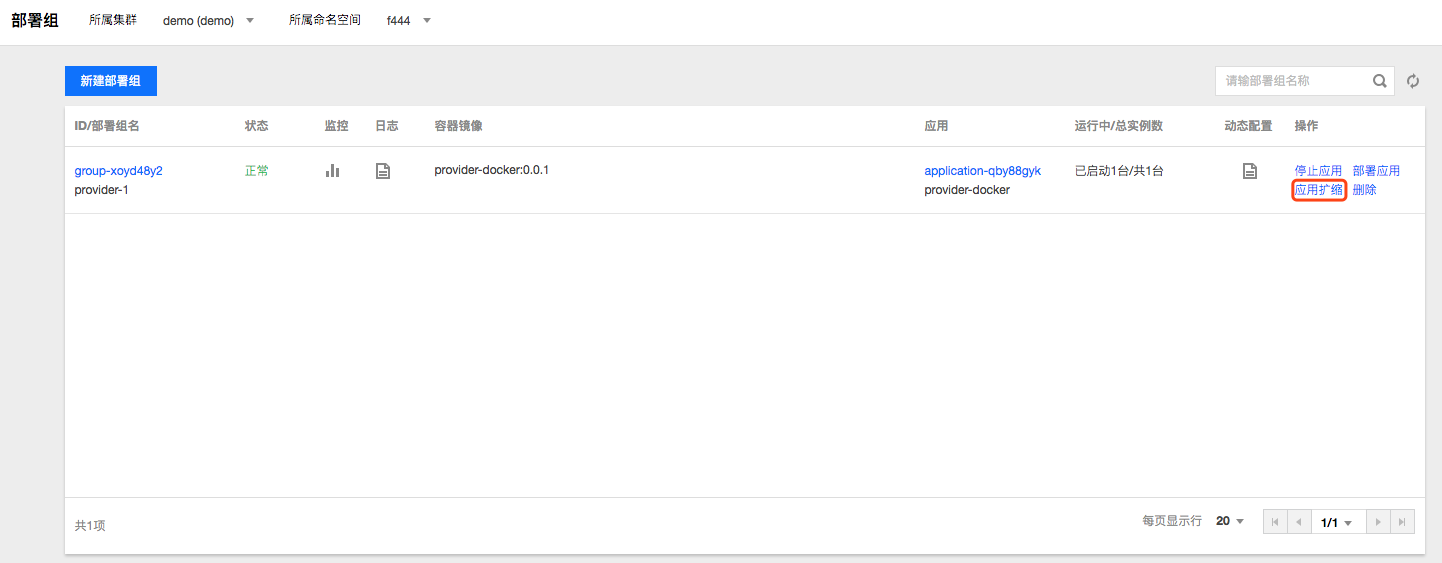 部署组 所属集群 demo (demo) 所属命名空间 f444
新建部署组 请输部署组名称
ID/部署组名 状态 监控 日志 容器镜像 应用 运行中/总实例数 动态配置 操作
group-xoyd48y2 正常 provider-docker:0.0.1 application-qby88gyk 已启动1台/共1台 停止应用 部署应用
provider-1 provider-docker 应用扩缩 删除
共1项 每页显示行 20 1/1